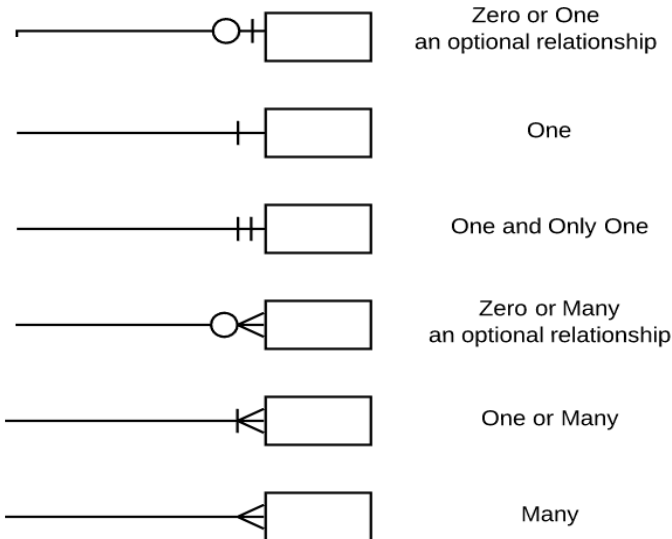 Zero or One
an optional relationship
One
One and Only One
Zero or Many
an optional relationship
One or Many
Many